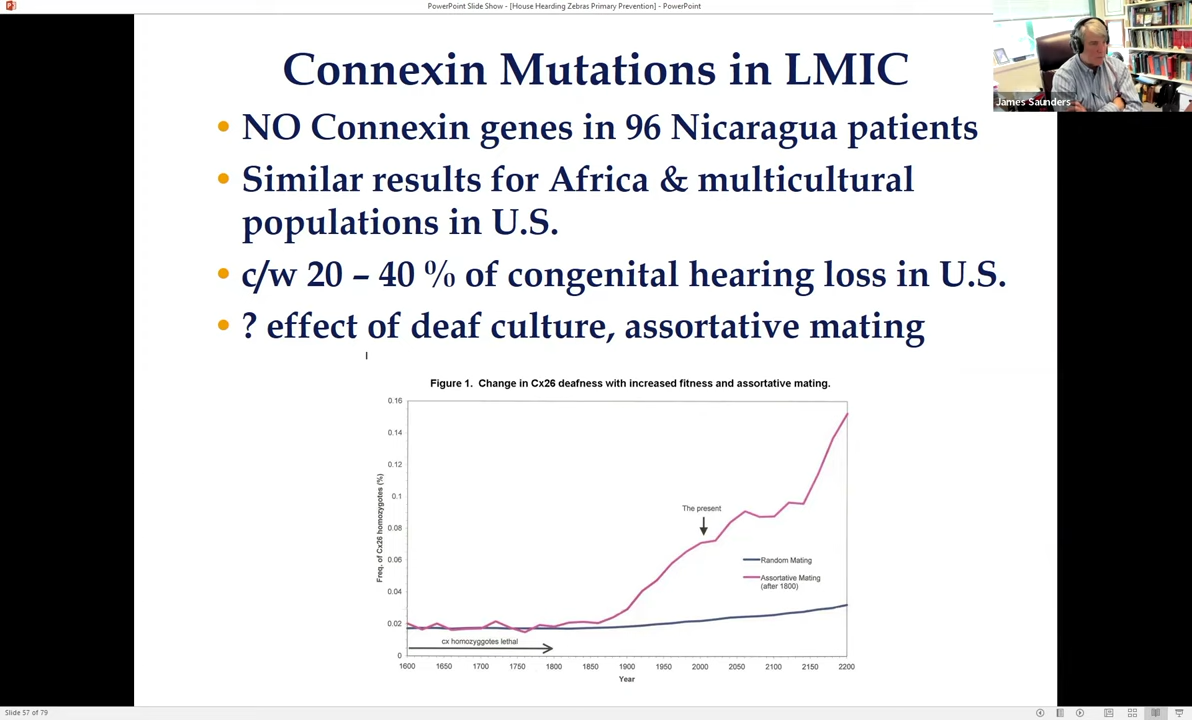 PowerPoint Slide Show - [House Hearding Zebras Primary Prevention] - PowerPoint
James Saunders
Connexin Mutations in LMIC
• NO Connexin genes in 96 Nicaragua patients
• Similar results for Africa & multicultural
populations in U.S.
• c/w 20 – 40 % of congenital hearing loss in U.S.
• ? effect of deaf culture, assortative mating
Figure 1. Change in Cx26 deafness with increased fitness and assortative mating.
Freq. of Cx26 homozygotes (%)
0.16
0.14
0.12
0.1
0.08
0.06
0.04
0.02
0
The present
Random Mating
Assortative Mating
(after 1800)
cx homozyggotes lethal
1600 1650 1700 1750 1800 1850 1900 1950 2000 2050 2100 2150 2200
Year
Slide 57 of 79